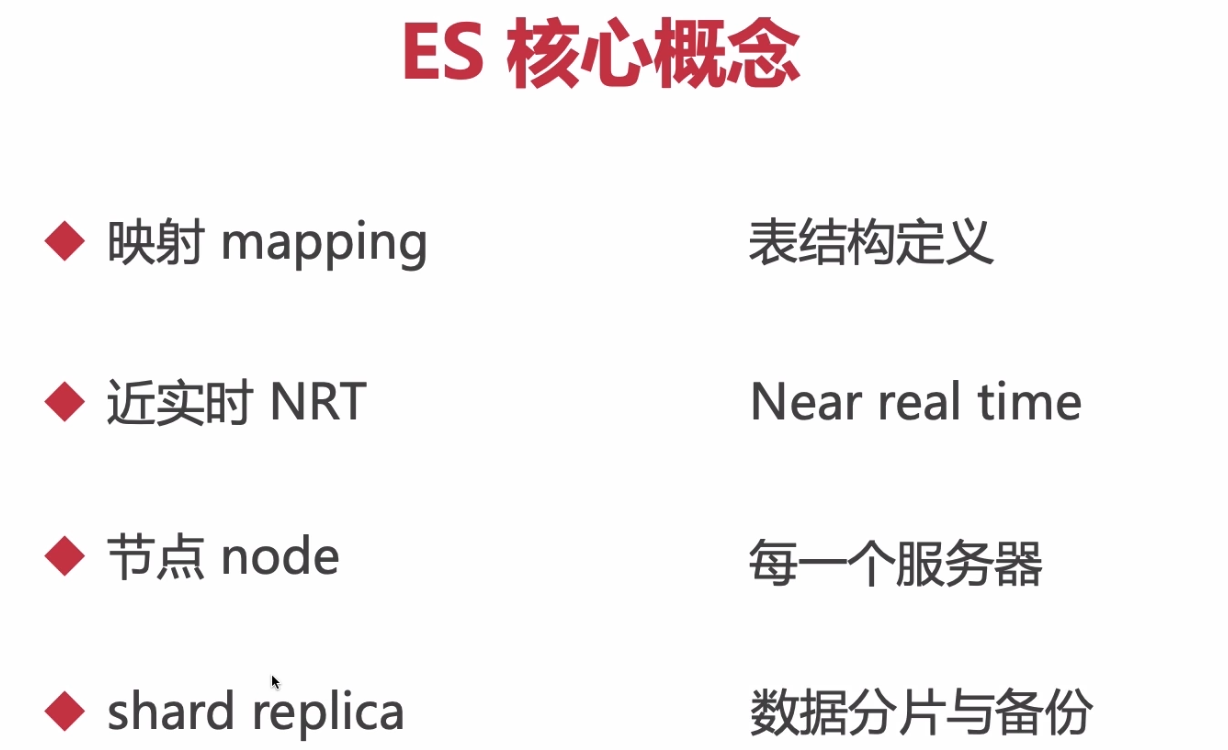 ES 核心概念
映射 mapping 表结构定义
近实时 NRT Near real time
节点 node 每一个服务器
shard replica 数据分片与备份